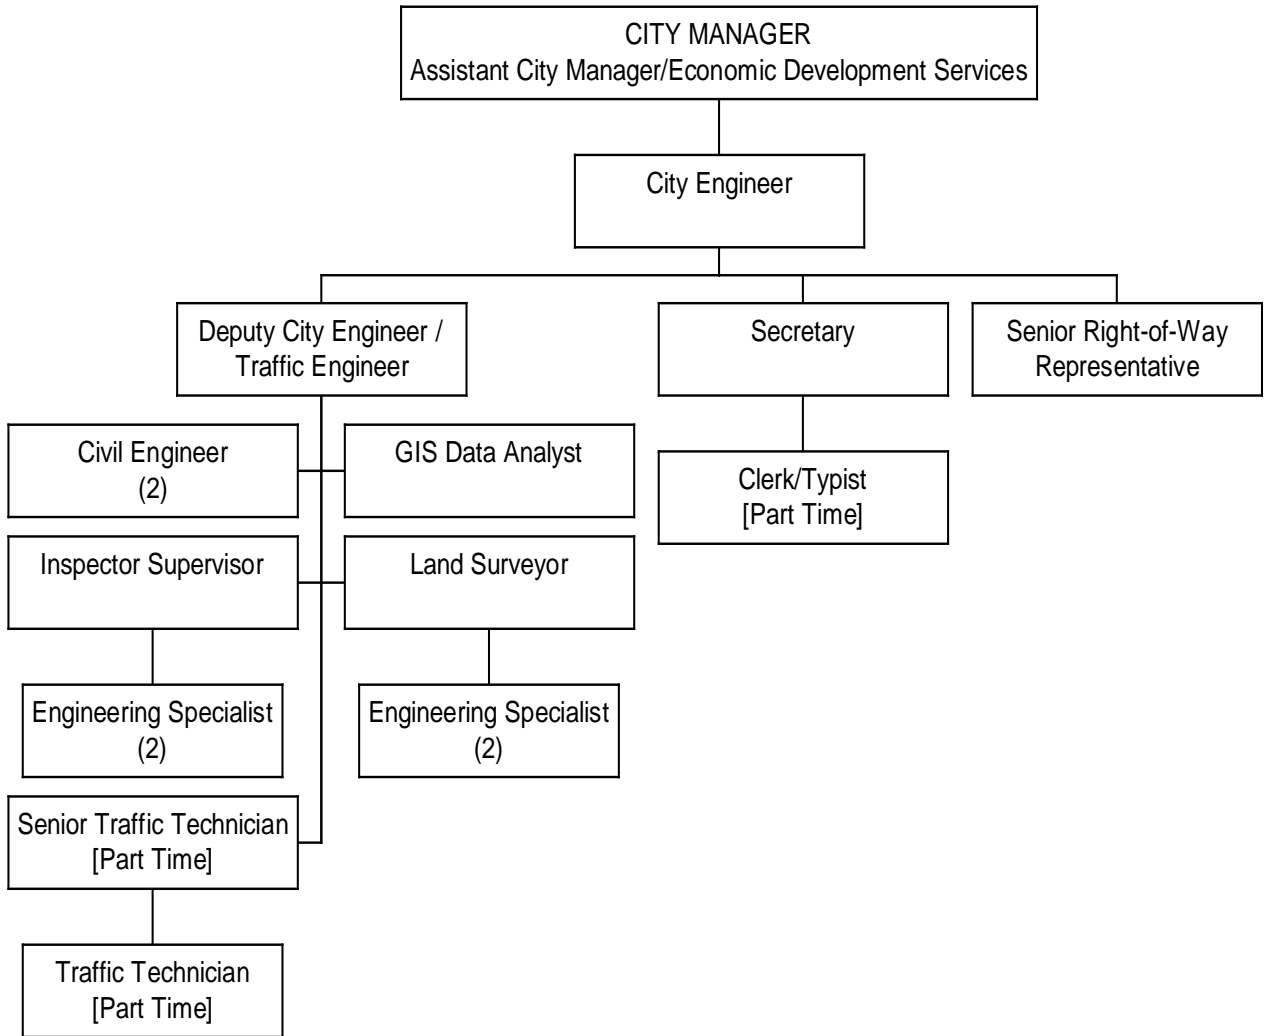 CITY MANAGER
Assistant City Manager/Economic Development Services
City Engineer
Deputy City Engineer /
Traffic Engineer
Secretary
Senior Right-of-Way
Representative
Civil Engineer
(2)
GIS Data Analyst
Clerk/Typist
[Part Time]
Inspector Supervisor
Land Surveyor
Engineering Specialist
(2)
Engineering Specialist
(2)
Senior Traffic Technician
[Part Time]
Traffic Technician
[Part Time]